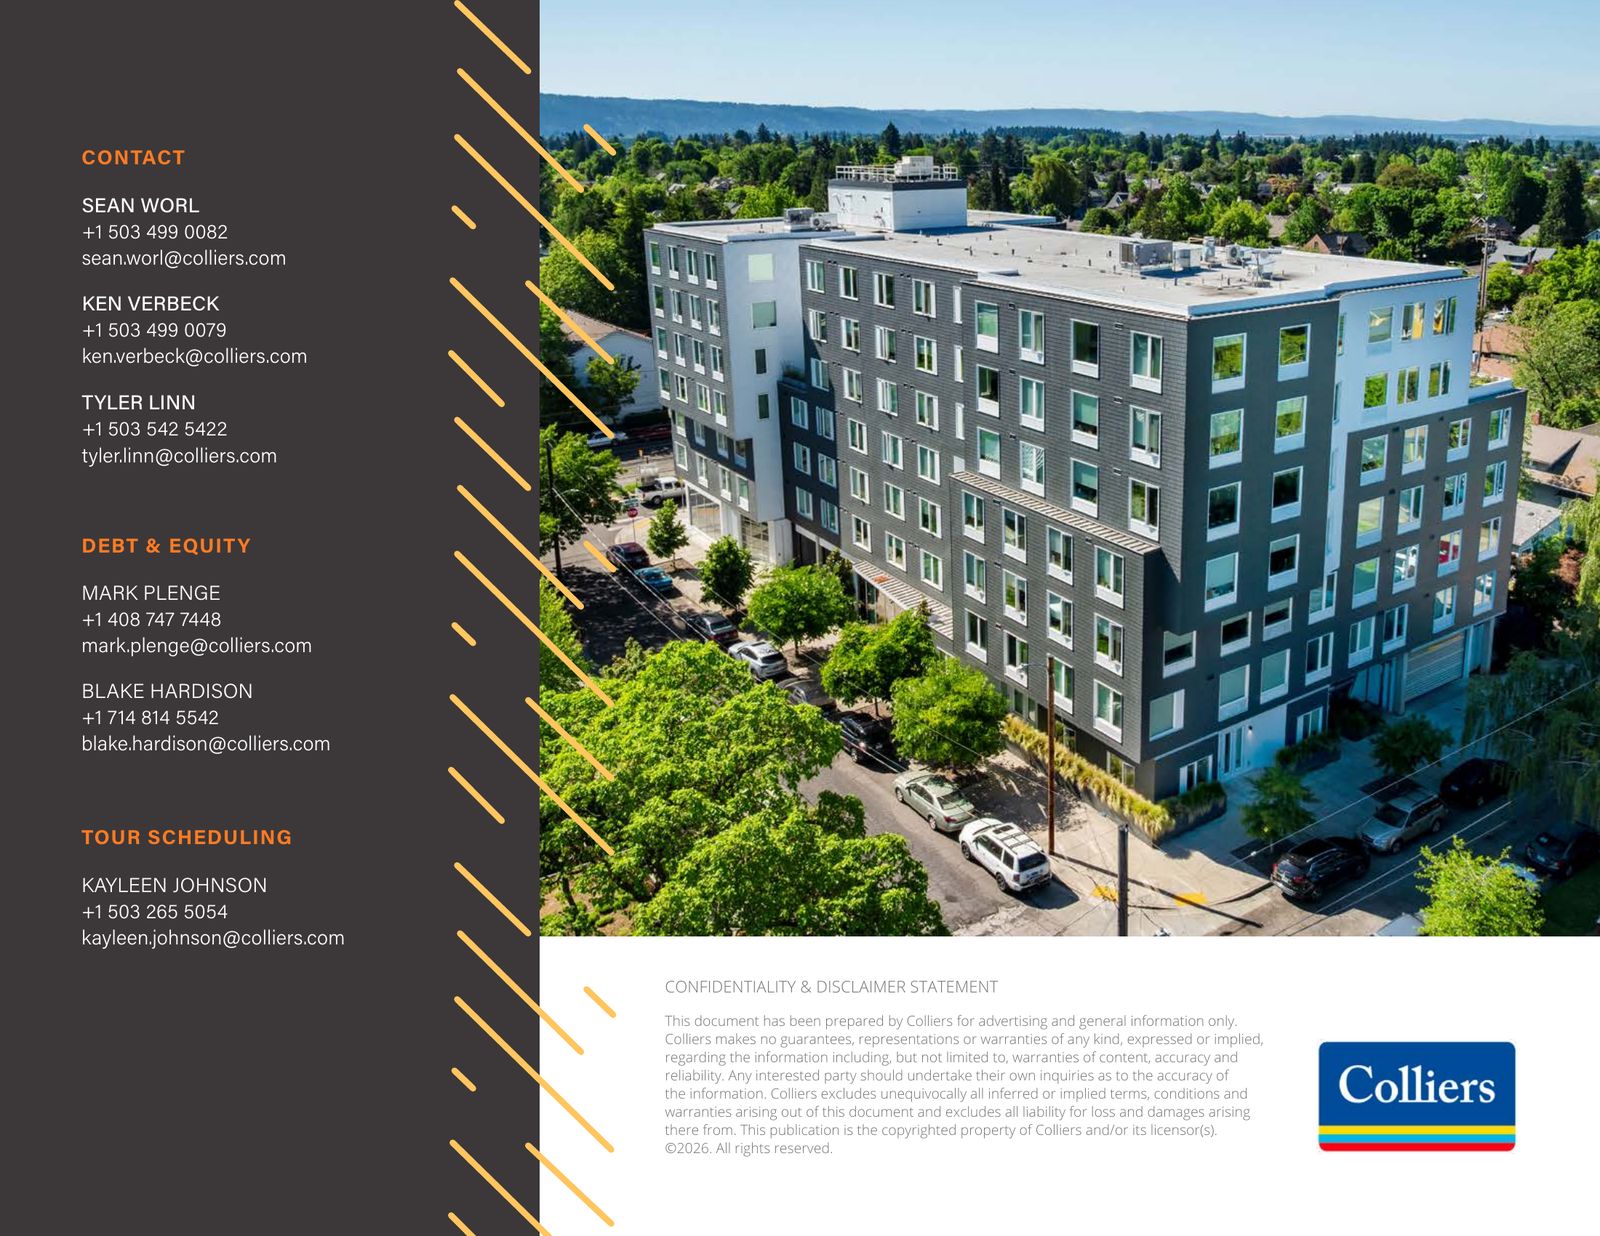 CONTACT
SEAN WORL
+1 503 499 0082
sean.worl@colliers.com
KEN VERBECK
+1 503 499 0079
ken.verbeck@colliers.com
TYLER LINN
+1 503 542 5422
tyler.linn@colliers.com
DEBT & EQUITY
MARK PLENGE
+1 408 747 7448
mark.plenge@colliers.com
BLAKE HARDISON
+1 714 814 5542
blake.hardison@colliers.com
TOUR SCHEDULING
KAYLEEN JOHNSON
+1 503 265 5054
kayleen.johnson@colliers.com
CONFIDENTIALITY & DISCLAIMER STATEMENT
This document has been prepared by Colliers for advertising and general information only.
Colliers makes no guarantees, representations or warranties of any kind, expressed or implied,
regarding the information including, but not limited to, warranties of content, accuracy and
reliability. Any interested party should undertake their own inquiries as to the accuracy of
the information. Colliers excludes unequivocally all inferred or implied terms, conditions and
warranties arising out of this document and excludes all liability for loss and damages arising
there from. This publication is the copyrighted property of Colliers and/or its licensor(s).
©2026. All rights reserved.
Colliers